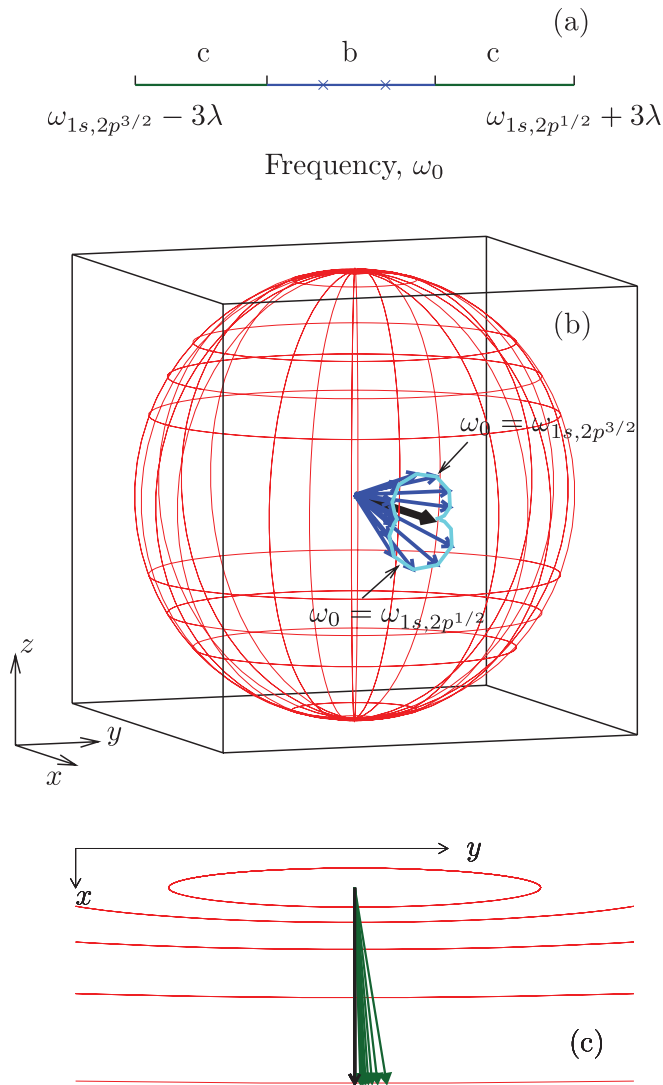 (a)
c b c
ω1s,2p3/2 − 3λ ω1s,2p1/2 + 3λ
Frequency, ω0
(b)
ω0 = ω1s,2p3/2
ω0 = ω1s,2p1/2
z
y
x
y
x
(c)